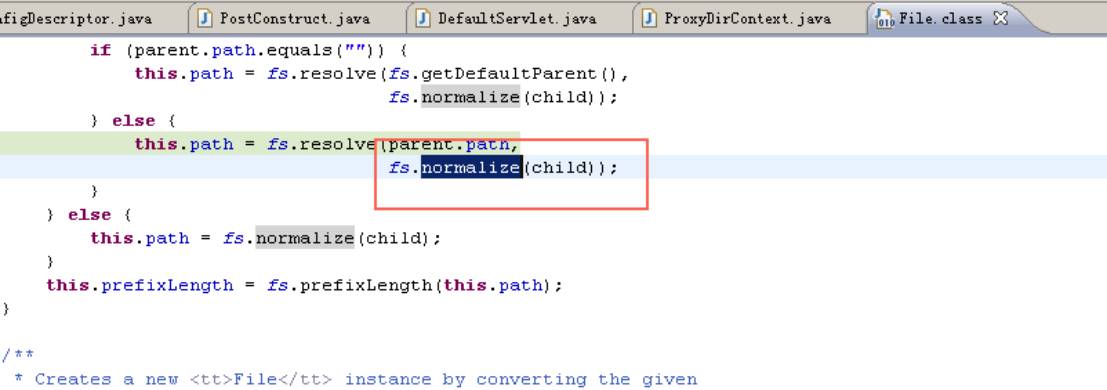 figDescriptor.java PostConstruct.java DefaultServlet.java ProxyDirContext.java File.class
if (parent.path.equals("")) {
this.path = fs.resolve(fs.getDefaultParent(),
fs.normalize(child));
} else {
this.path = fs.resolve(parent.path,
fs.normalize(child));
}
} else {
this.path = fs.normalize(child);
}
this.prefixLength = fs.prefixLength(this.path);
}
/**
* Creates a new <tt>File</tt> instance by converting the given